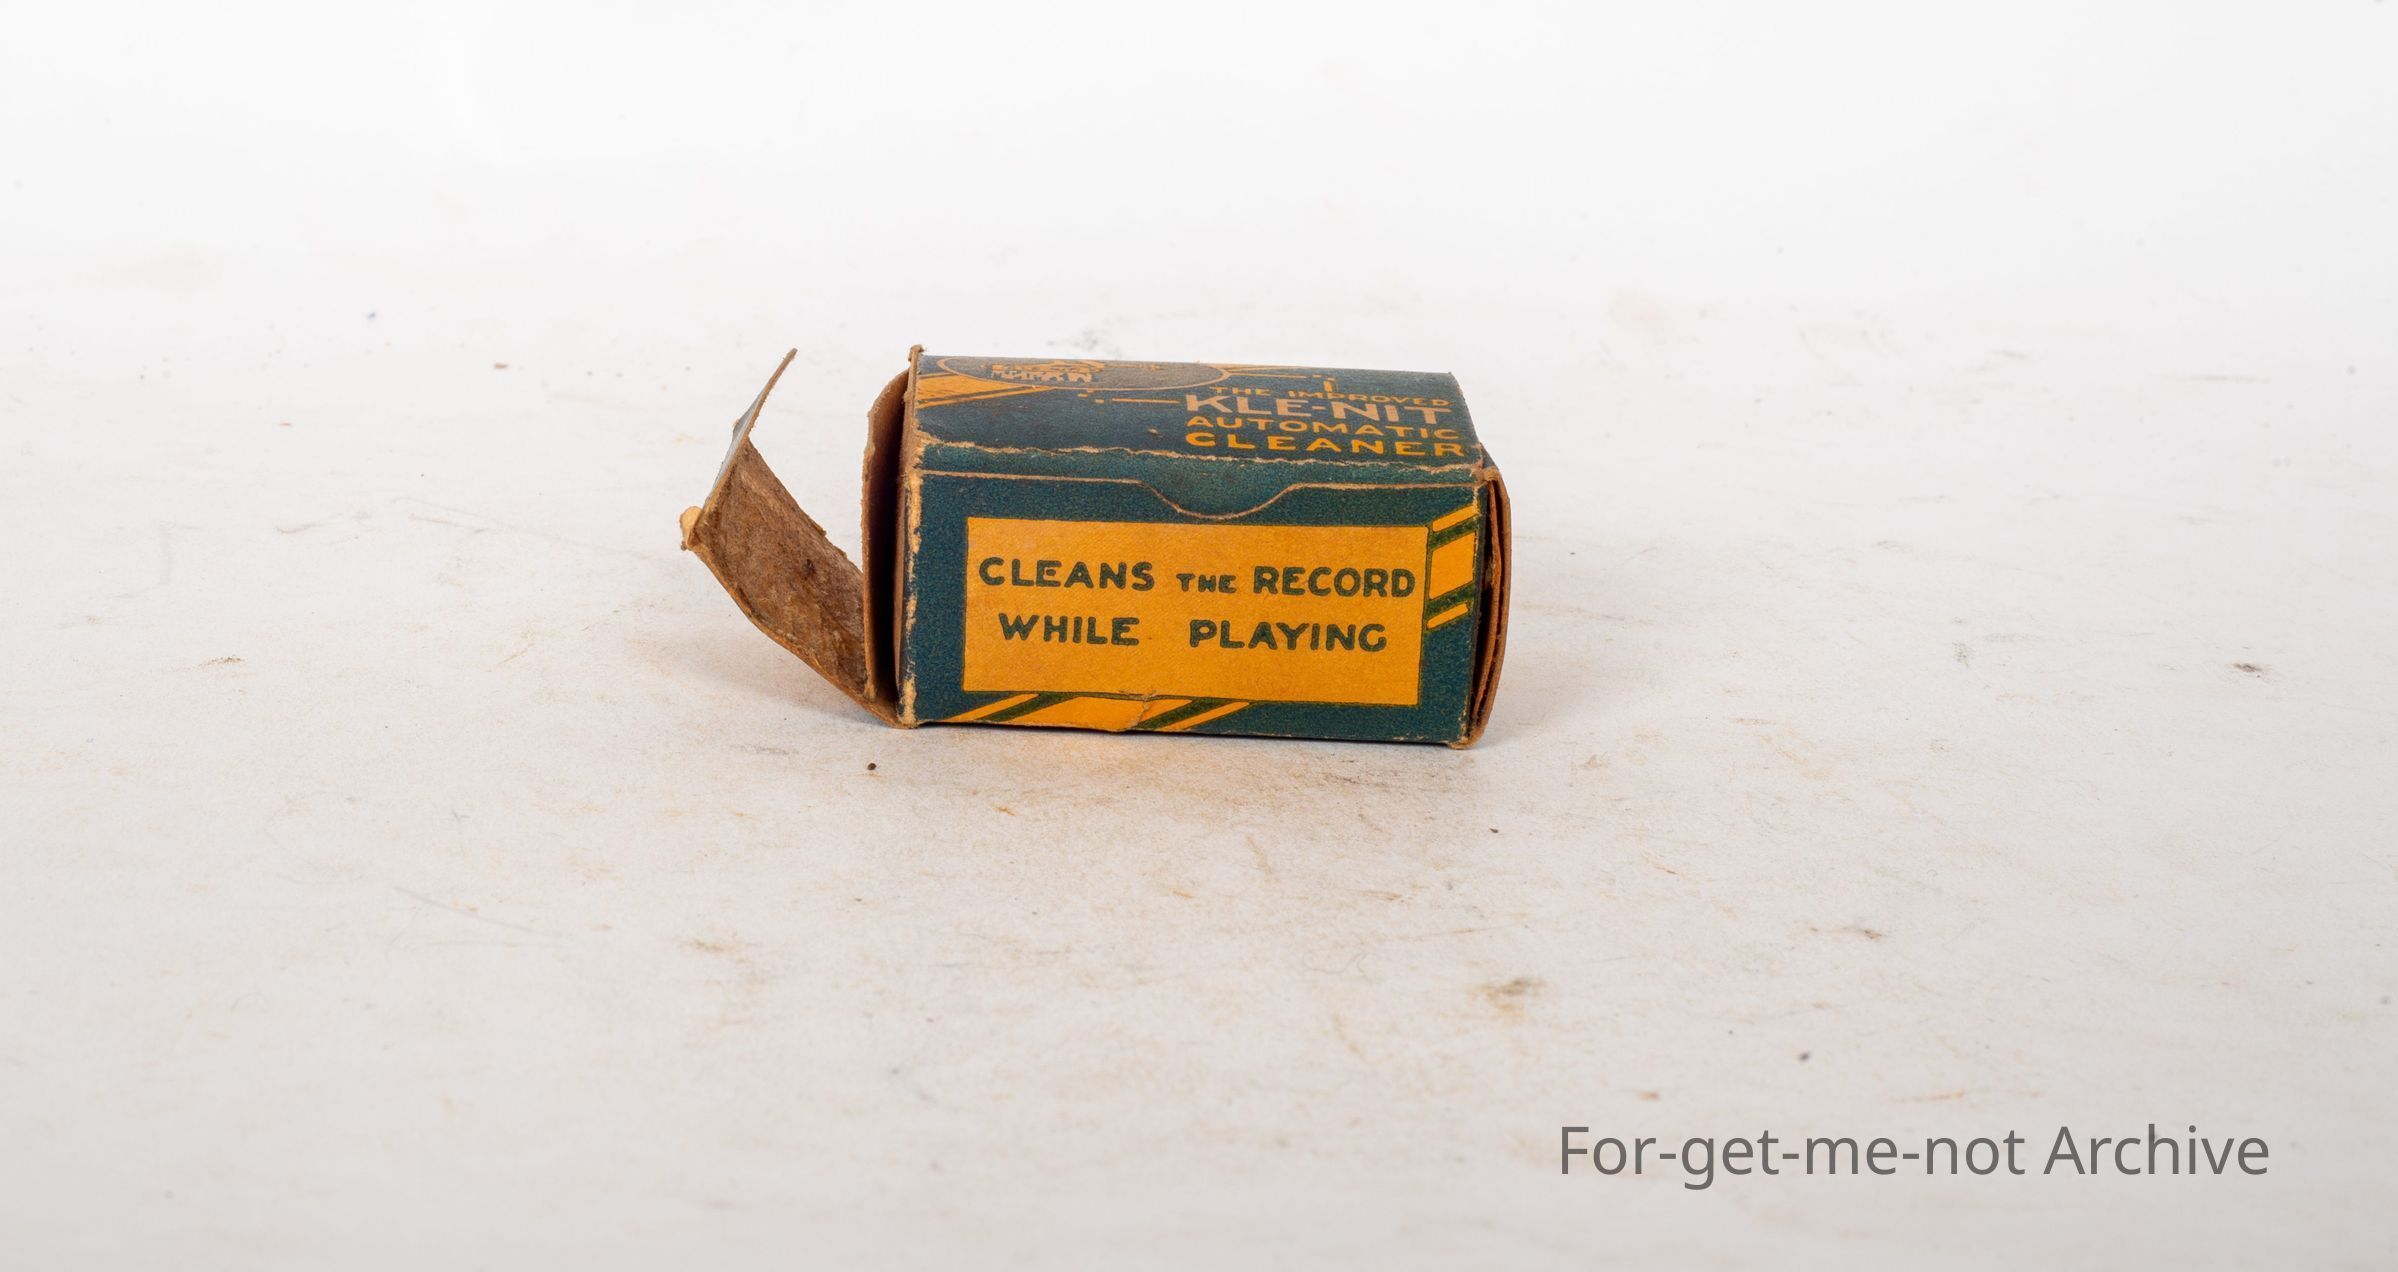 THE IMPROVED
KLE-NIT
AUTOMATIC
CLEANER
CLEANS THE RECORD
WHILE PLAYING
For-get-me-not Archive